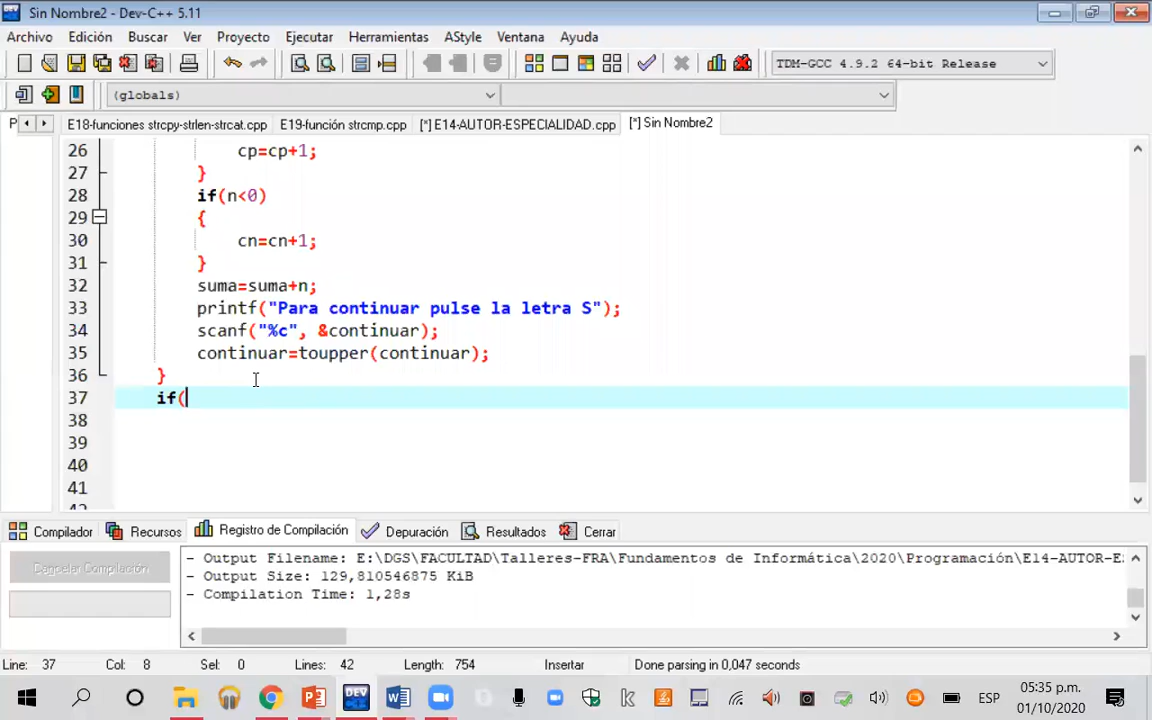 Sin Nombre2 - Dev-C++ 5.11
Archivo Edición Buscar Ver Proyecto Ejecutar Herramientas AStyle Ventana Ayuda
TDM-GCC 4.9.2 64-bit Release
(globals)
P E18-funciones strcpy-strlen-strcat.cpp E19-función strcmp.cpp [*] E14-AUTOR-ESPECIALIDAD.cpp [*] Sin Nombre2
26 cp=cp+1;
27 }
28 if(n<0)
29 {
30 cn=cn+1;
31 }
32 suma=suma+n;
33 printf("Para continuar pulse la letra S");
34 scanf("%c", &continuar);
35 continuar=toupper(continuar);
36 }
37 if(
38
39
40
41
42
Compilador Recursos Registro de Compilación Depuración Resultados Cerrar
Cancelar Compilación
- Output Filename: E:\DGS\FACULTAD\Talleres-FRA\Fundamentos de Informática\2020\Programación\E14-AUTOR-E
- Output Size: 129,810546875 KiB
- Compilation Time: 1,28s
Line: 37 Col: 8 Sel: 0 Lines: 42 Length: 754 Insertar Done parsing in 0,047 seconds
DEV W ESP 05:35 p.m.
01/10/2020